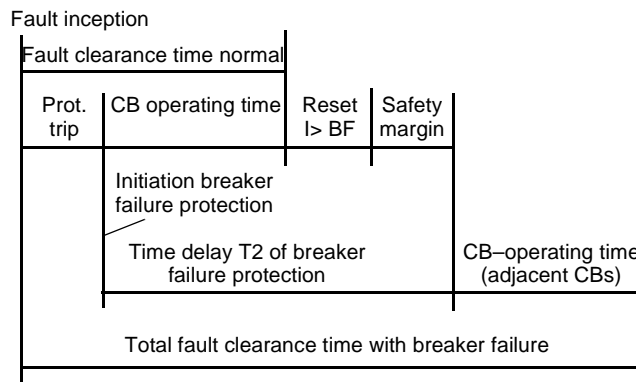 Fault inception
Fault clearance time normal
Prot.
trip
CB operating time
Reset
I> BF
Safety
margin
Initiation breaker
failure protection
Time delay T2 of breaker
failure protection
CB–operating time
(adjacent CBs)
Total fault clearance time with breaker failure